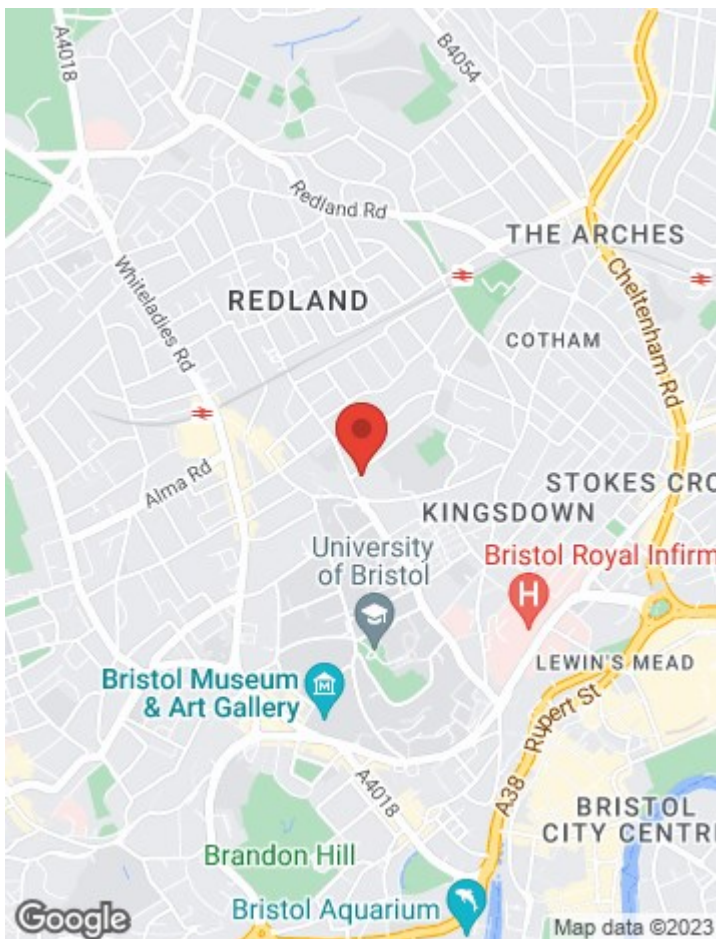 A4018
B4054
Redland Rd
THE ARCHES
Whiteladies Rd
REDLAND
Cheltenham Rd
COTHAM
Alma Rd
STOKES CRO
KINGSDOWN
University
of Bristol
Bristol Royal Infirm
H
LEWIN'S MEAD
Bristol Museum
& Art Gallery
M
Rupert St
A38
A4018
BRISTOL
CITY CENTR
Brandon Hill
Bristol Aquarium
Google
Map data ©2023